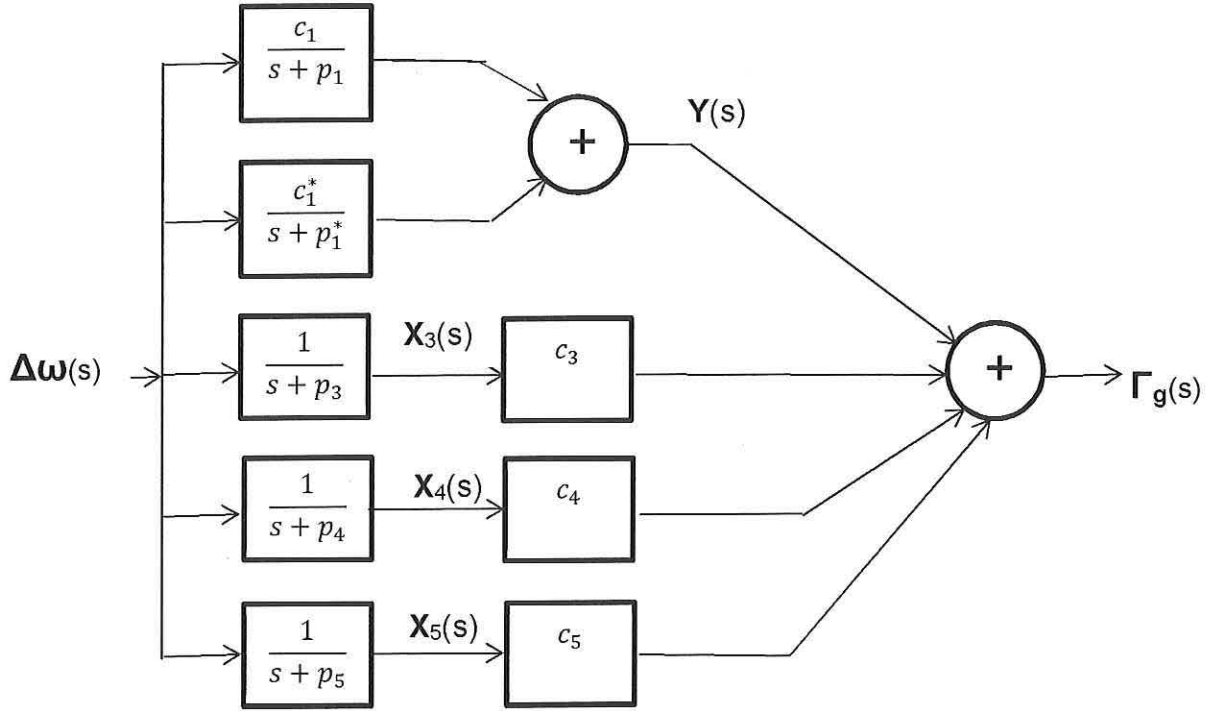 c₁
s + p₁
+
Y(s)
c₁*
s + p₁*
Δω(s)
1
s + p₃
X₃(s)
c₃
+
Γg(s)
1
s + p₄
X₄(s)
c₄
1
s + p₅
X₅(s)
c₅